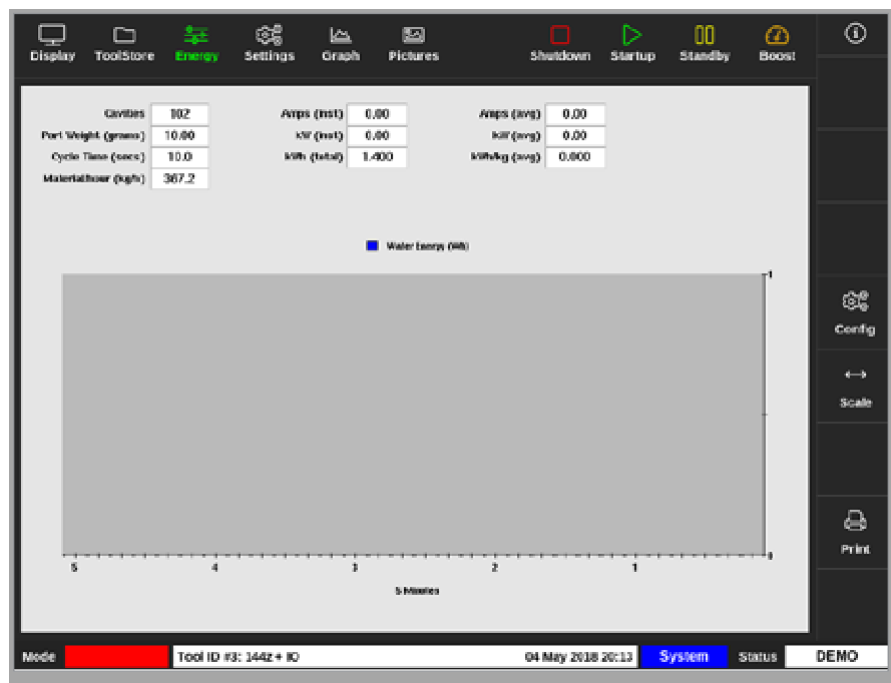 Display ToolStore Energy Settings Graph Pictures Shutdown Startup Standby Boost
Cavities 102 Amps (inst) 0.00 Amps (avg) 0.00
Part Weight (grams) 10.00 kW (inst) 0.00 kW (avg) 0.00
Cycle Time (secs) 10.0 kWh (total) 1.400 kWh/kg (avg) 0.000
Material/hour (kg/h) 367.2
Water Energy (Wh)
1
Config
Scale
Print
0
5 4 3 2 1
5 Minutes
Mode Tool ID #3: 144z + IO 04 May 2018 20:13 System Status DEMO